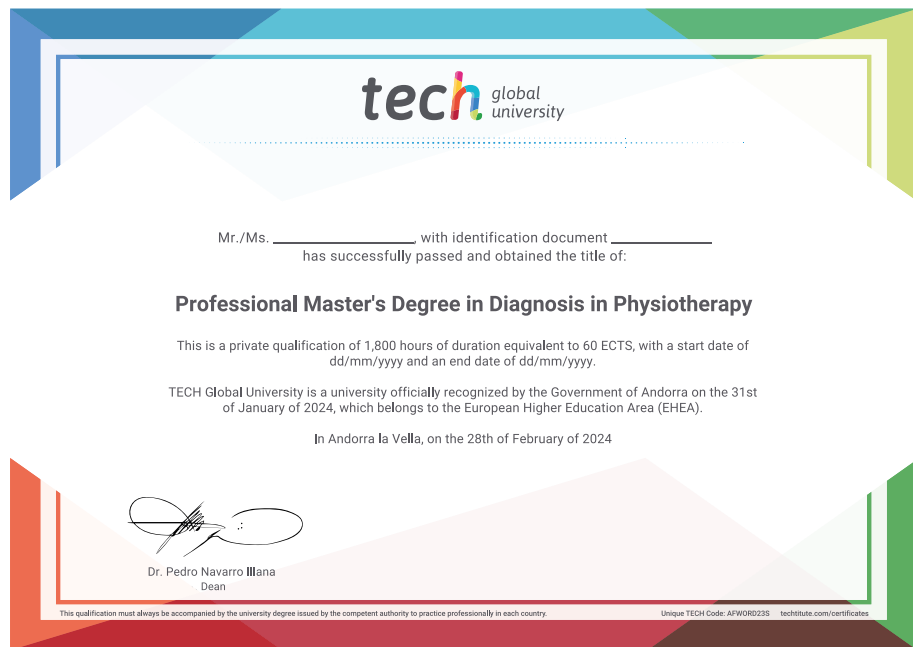 tech global university
Mr./Ms. ________________, with identification document ____________
has successfully passed and obtained the title of:
Professional Master's Degree in Diagnosis in Physiotherapy
This is a private qualification of 1,800 hours of duration equivalent to 60 ECTS, with a start date of
dd/mm/yyyy and an end date of dd/mm/yyyy.
TECH Global University is a university officially recognized by the Government of Andorra on the 31st
of January of 2024, which belongs to the European Higher Education Area (EHEA).
In Andorra la Vella, on the 28th of February of 2024
Dr. Pedro Navarro Illana
Dean
This qualification must always be accompanied by the university degree issued by the competent authority to practice professionally in each country.
Unique TECH Code: AFWORD23S techtitute.com/certificates